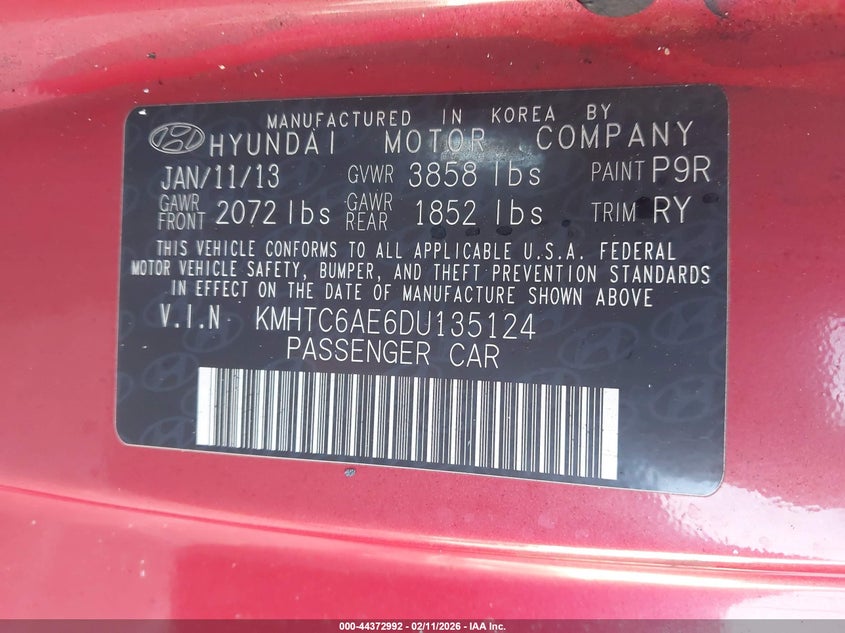 MANUFACTURED IN KOREA BY
HYUNDAI MOTOR COMPANY
JAN/11/13 GVWR 3858 lbs PAINT P9R
GAWR FRONT 2072 lbs GAWR REAR 1852 lbs TRIM RY
THIS VEHICLE CONFORMS TO ALL APPLICABLE U.S.A. FEDERAL
MOTOR VEHICLE SAFETY, BUMPER, AND THEFT PREVENTION STANDARDS
IN EFFECT ON THE DATE OF MANUFACTURE SHOWN ABOVE
V.I.N KMHTC6AE6DU135124
PASSENGER CAR
000-44372992 - 02/11/2026 - IAA Inc.